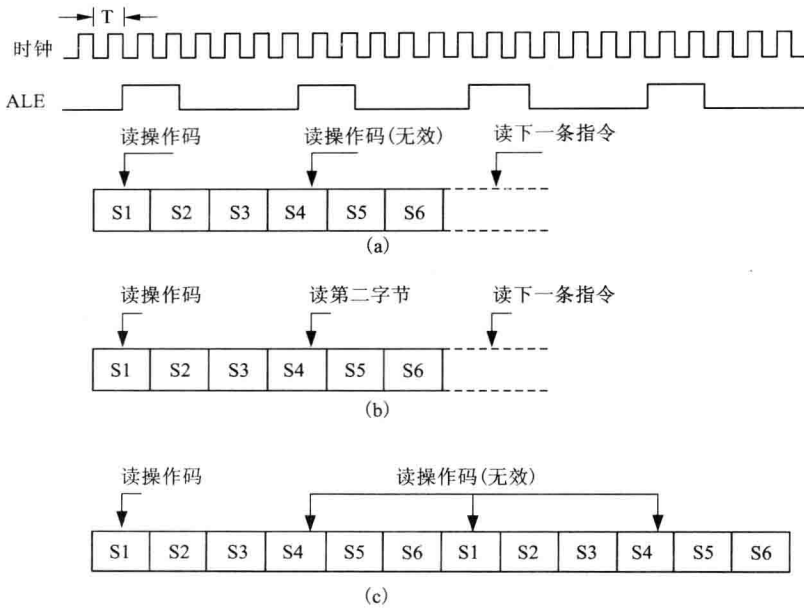 T
时钟
ALE
读操作码 读操作码(无效) 读下一条指令
S1 S2 S3 S4 S5 S6
(a)
读操作码 读第二字节 读下一条指令
S1 S2 S3 S4 S5 S6
(b)
读操作码 读操作码(无效)
S1 S2 S3 S4 S5 S6 S1 S2 S3 S4 S5 S6
(c)